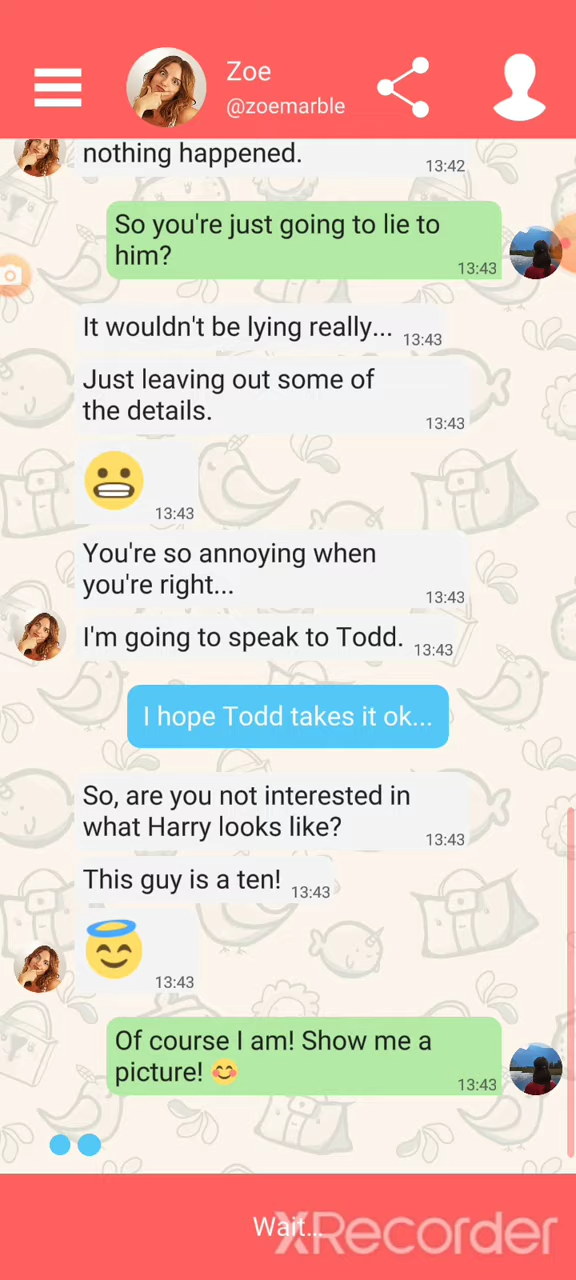 Zoe
@zoemarble
nothing happened.
13:42
So you're just going to lie to
him?
13:43
It wouldn't be lying really...
13:43
Just leaving out some of
the details.
13:43
13:43
You're so annoying when
you're right...
13:43
I'm going to speak to Todd.
13:43
I hope Todd takes it ok...
So, are you not interested in
what Harry looks like?
13:43
This guy is a ten!
13:43
13:43
Of course I am! Show me a
picture! 😊
13:43
Wait...
XRecorder